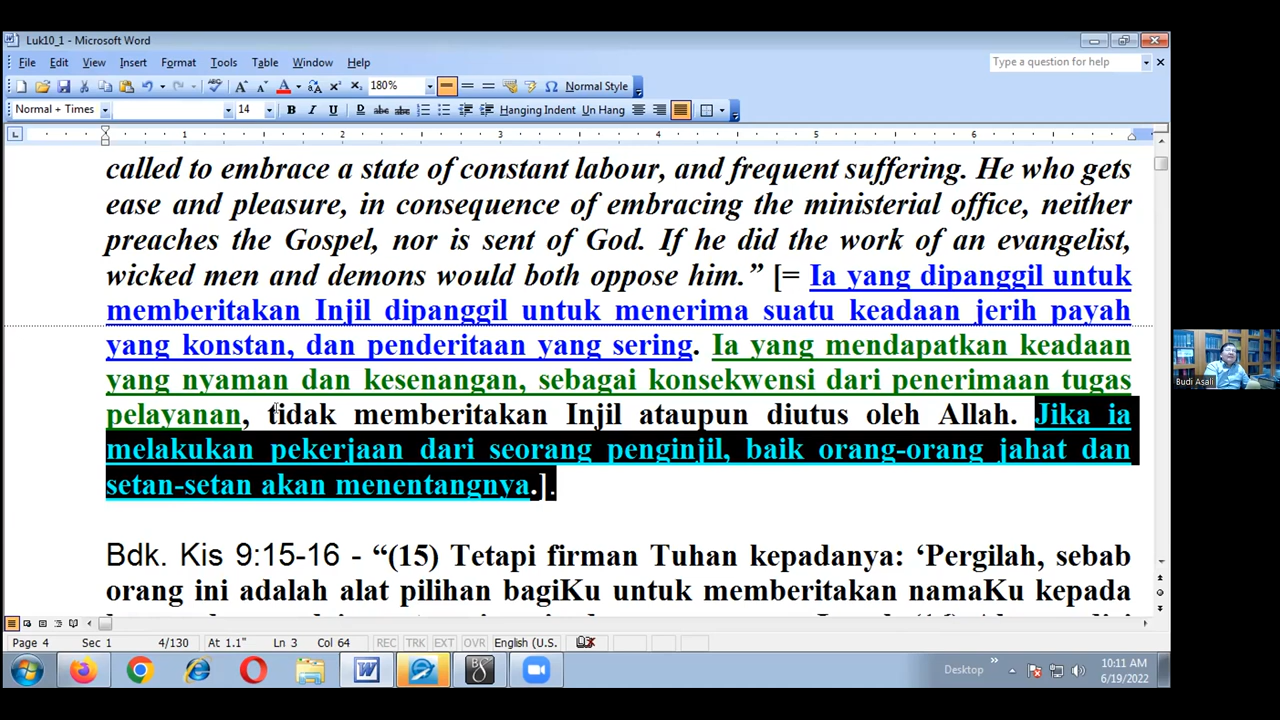 Luk10_1 - Microsoft Word
File Edit View Insert Format Tools Table Window Help
Type a question for help
180%
Normal Style
Normal + Times
14
Hanging Indent Un Hang
1 2 3 4 5 6
called to embrace a state of constant labour, and frequent suffering. He who gets
ease and pleasure, in consequence of embracing the ministerial office, neither
preaches the Gospel, nor is sent of God. If he did the work of an evangelist,
wicked men and demons would both oppose him.” [= Ia yang dipanggil untuk
memberitakan Injil dipanggil untuk menerima suatu keadaan jerih payah
yang konstan, dan penderitaan yang sering. Ia yang mendapatkan keadaan
yang nyaman dan kesenangan, sebagai konsekwensi dari penerimaan tugas
pelayanan, tidak memberitakan Injil ataupun diutus oleh Allah. Jika ia
melakukan pekerjaan dari seorang penginjil, baik orang-orang jahat dan
setan-setan akan menentangnya.].
Bdk. Kis 9:15-16 - “(15) Tetapi firman Tuhan kepadanya: ‘Pergilah, sebab
orang ini adalah alat pilihan bagiKu untuk memberitakan namaKu kepada
Budi Asali
Page 4 Sec 1 4/130 At 1.1" Ln 3 Col 64 REC TRK EXT OVR English (U.S.
Desktop
10:11 AM
6/19/2022